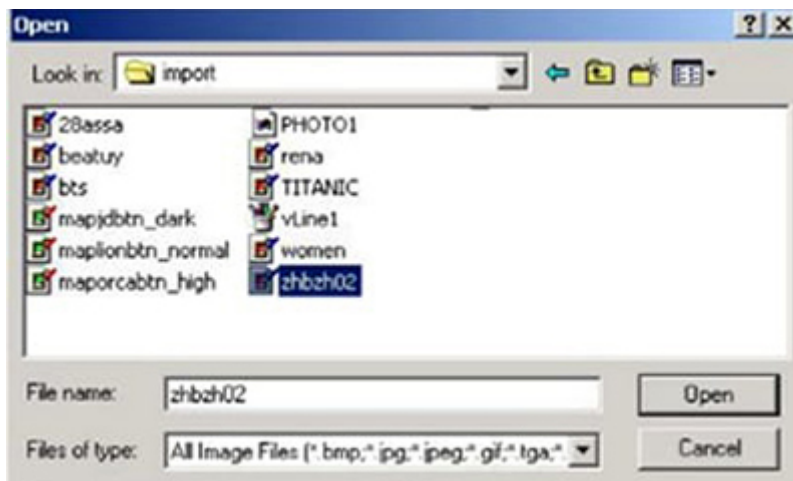 Open
Look in: import
28assa
beatuy
bts
mapjdbtn_dark
maplionbtn_normal
maporcabtn_high
PHOTO1
rena
TITANIC
vLine1
women
zhbzh02
File name: zhbzh02
Open
Files of type: All Image Files (*.bmp;*.jpg;*.jpeg;*.gif;*.tga;*.
Cancel